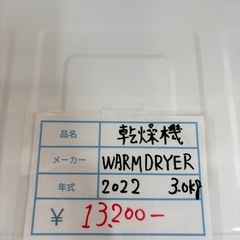 品名 乾燥機
メーカー WARMDRYER
年式 2022 3.0kg
¥ 13,200-